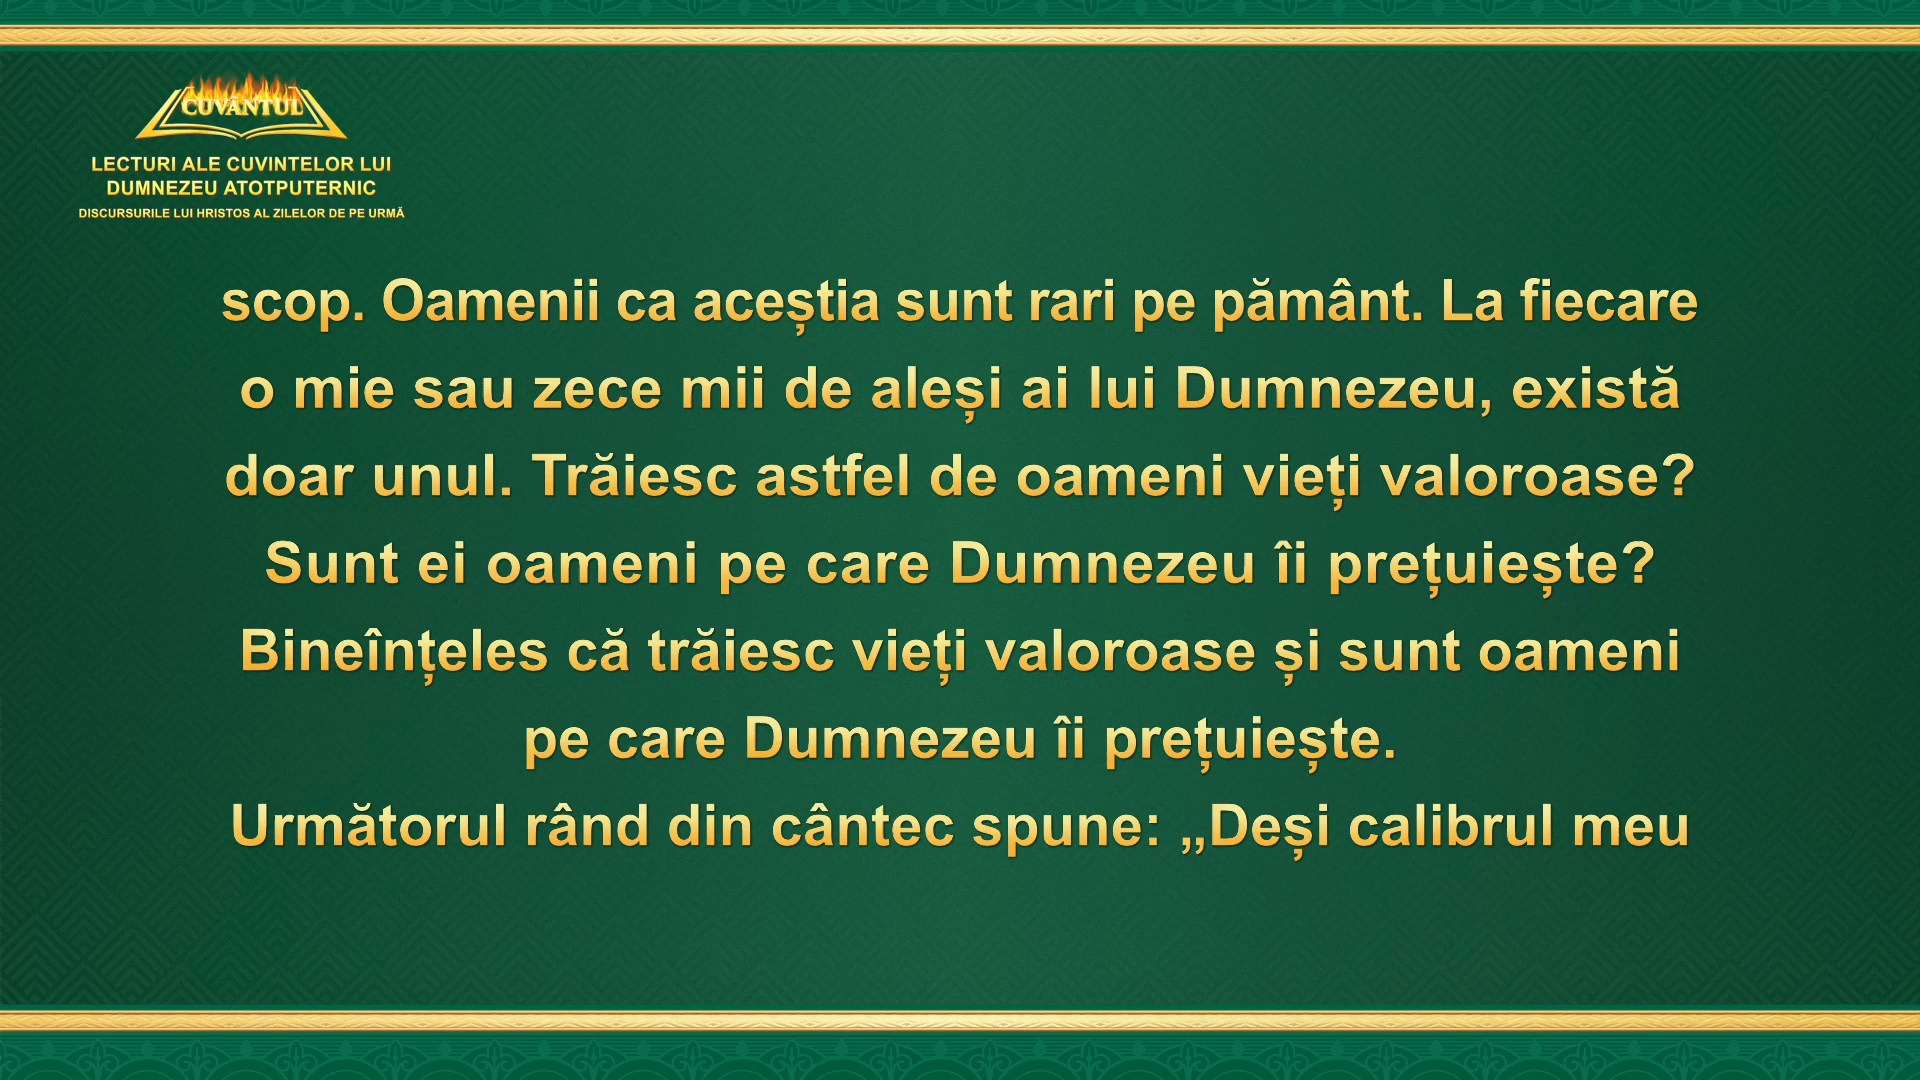 CUVÂNTUL
LECTURI ALE CUVINTELOR LUI
DUMNEZEU ATOTPUTERNIC
DISCURSURILE LUI HRISTOS AL ZILELOR DE PE URMĂ
scop. Oamenii ca aceștia sunt rari pe pământ. La fiecare
o mie sau zece mii de aleși ai lui Dumnezeu, există
doar unul. Trăiesc astfel de oameni vieți valoroase?
Sunt ei oameni pe care Dumnezeu îi prețuiește?
Bineînțeles că trăiesc vieți valoroase și sunt oameni
pe care Dumnezeu îi prețuiește.
Următorul rând din cântec spune: „Deși calibrul meu